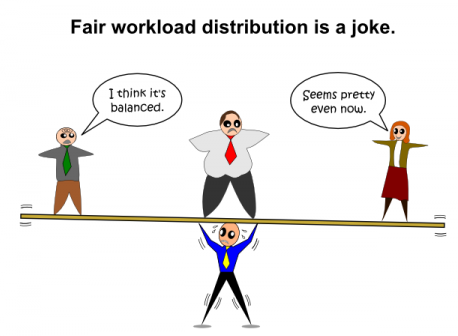 Fair workload distribution is a joke.
I think it's
balanced.
Seems pretty
even now.